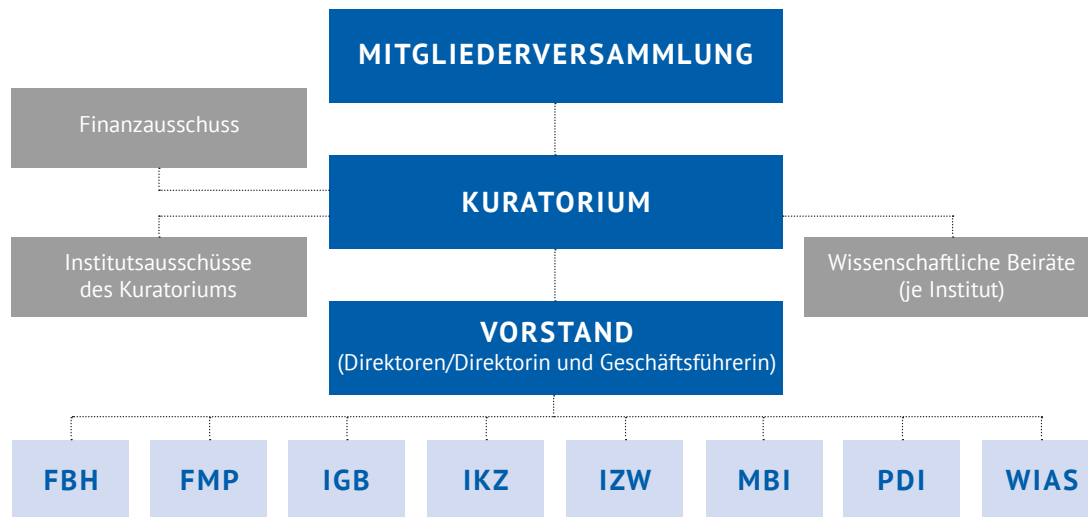 MITGLIEDERVERSAMMLUNG
Finanzausschuss
KURATORIUM
Institutsausschüsse
des Kuratoriums
Wissenschaftliche Beiräte
(je Institut)
VORSTAND
(Direktoren/Direktorin und Geschäftsführerin)
FBH
FMP
IGB
IKZ
IZW
MBI
PDI
WIAS